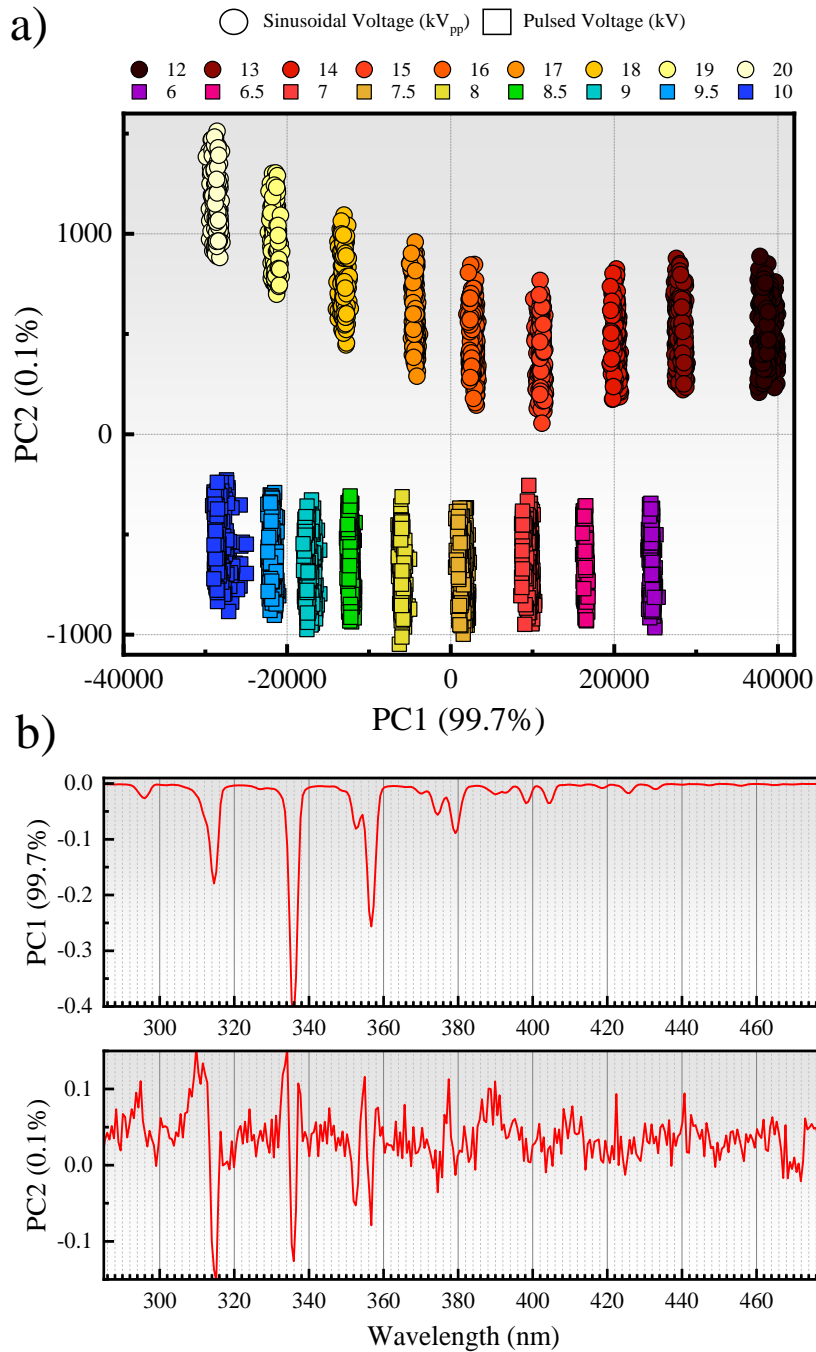 a)
Sinusoidal Voltage (kVpp) Pulsed Voltage (kV)
12 13 14 15 16 17 18 19 20
6 6.5 7 7.5 8 8.5 9 9.5 10
1000
0
-1000
PC2 (0.1%)
-40000 -20000 0 20000 40000
PC1 (99.7%)
b)
0.0
-0.1
-0.2
-0.3
-0.4
PC1 (99.7%)
300 320 340 360 380 400 420 440 460
0.1
0.0
-0.1
PC2 (0.1%)
300 320 340 360 380 400 420 440 460
Wavelength (nm)